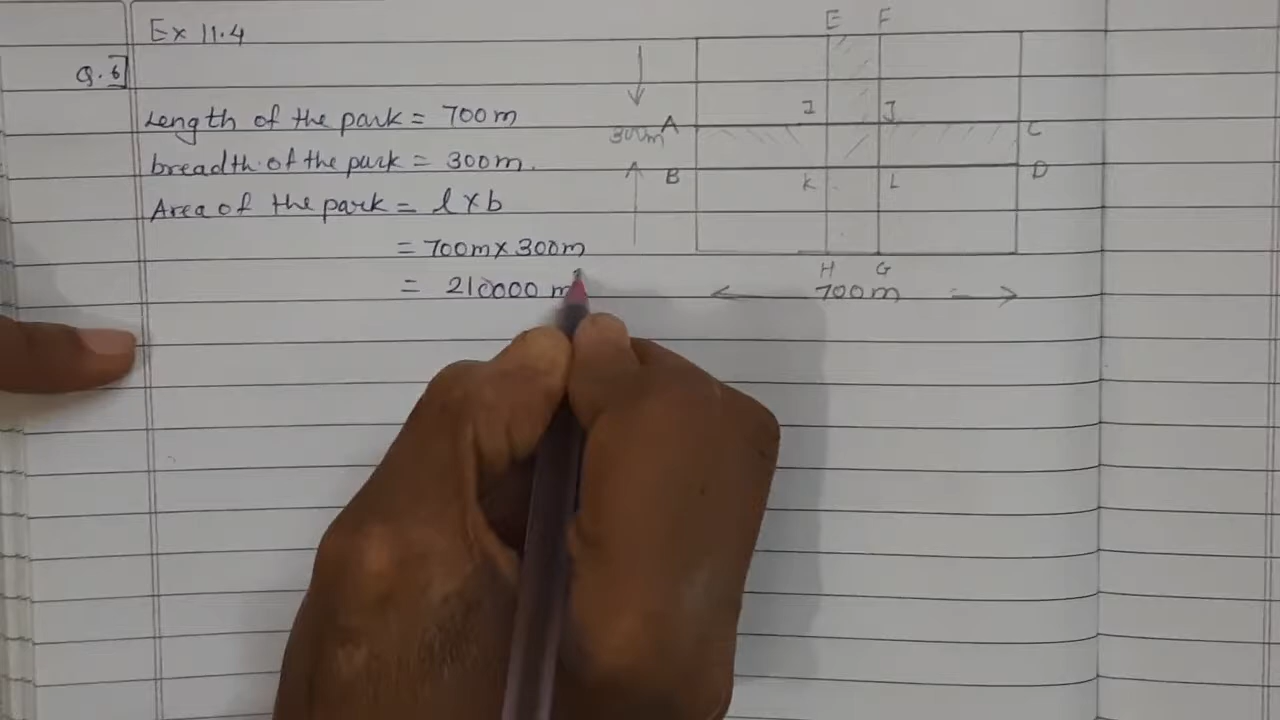 Ex 11.4
Q.6
Length of the park = 700m
breadth of the park = 300m.
Area of the park = l x b
= 700m x 300m
= 210000 m
E F
I J
300m A C
B D
K L
H G
700m